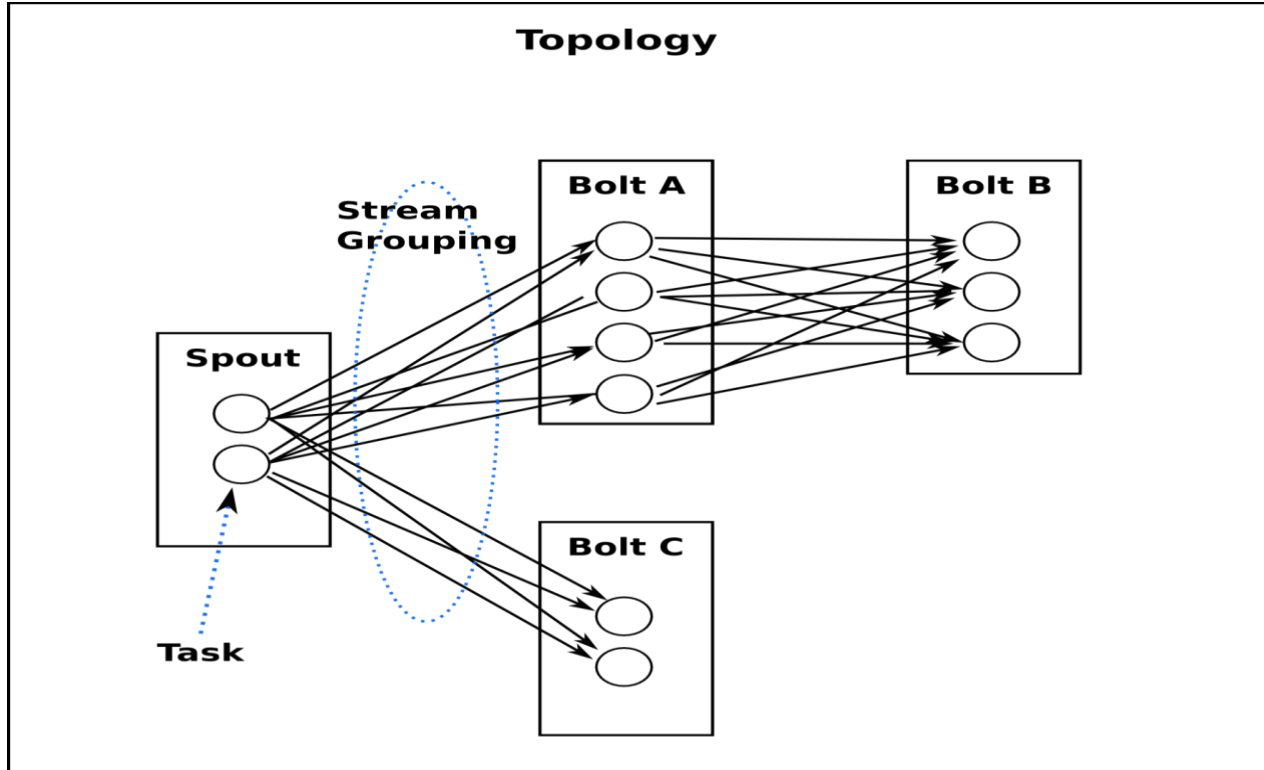 Topology
Stream
Grouping
Bolt A
Bolt B
Spout
Bolt C
Task